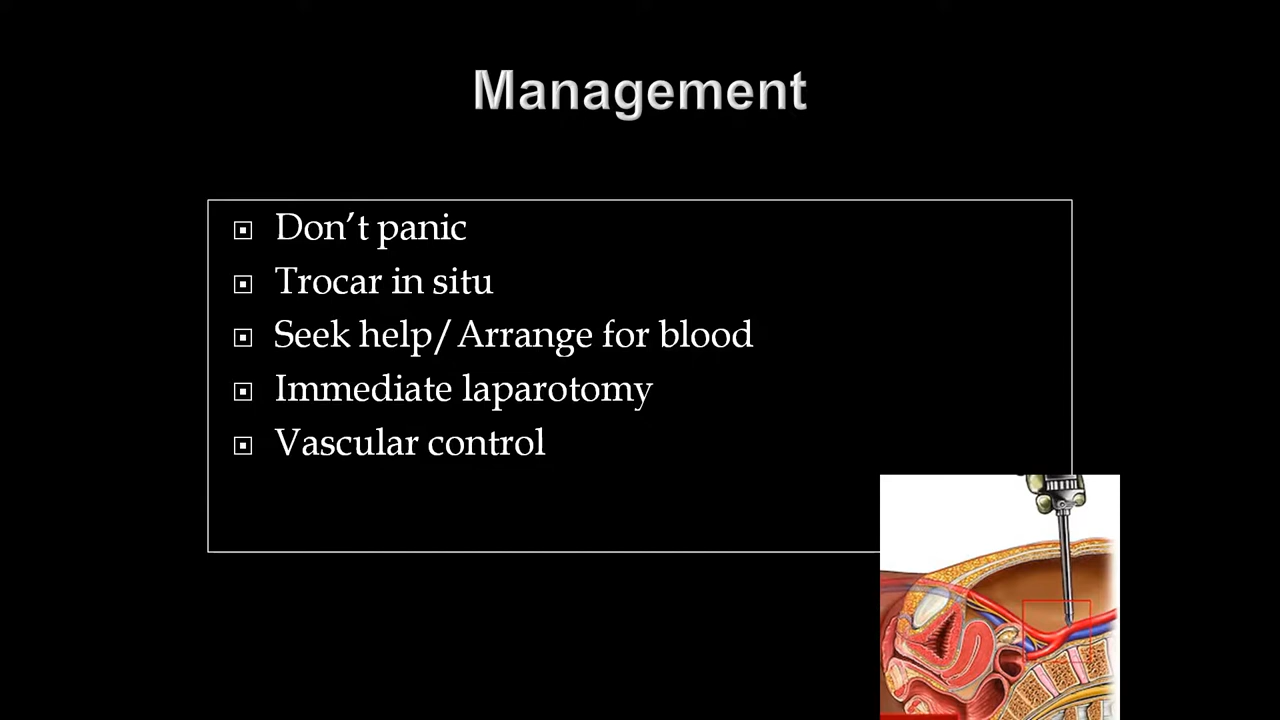 Management
Don’t panic
Trocar in situ
Seek help/Arrange for blood
Immediate laparotomy
Vascular control